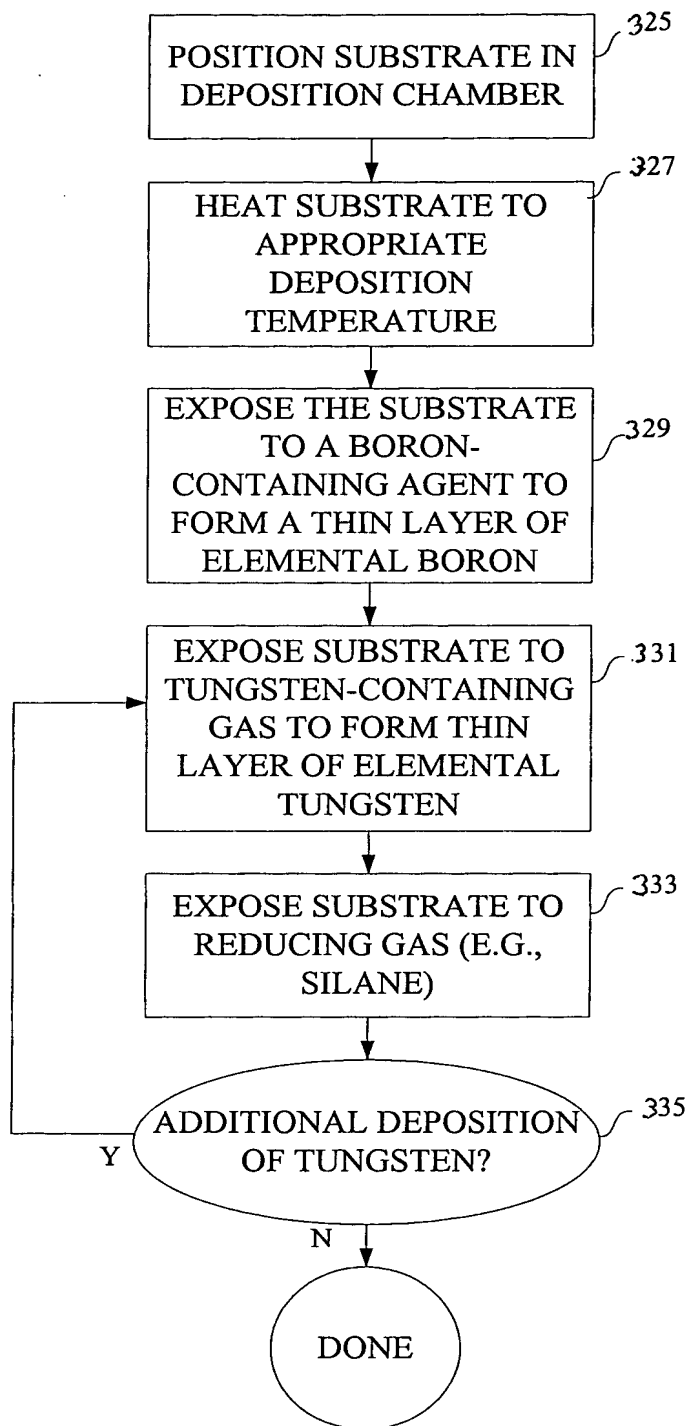 325
POSITION SUBSTRATE IN
DEPOSITION CHAMBER
327
HEAT SUBSTRATE TO
APPROPRIATE
DEPOSITION
TEMPERATURE
329
EXPOSE THE SUBSTRATE
TO A BORON-
CONTAINING AGENT TO
FORM A THIN LAYER OF
ELEMENTAL BORON
331
EXPOSE SUBSTRATE TO
TUNGSTEN-CONTAINING
GAS TO FORM THIN
LAYER OF ELEMENTAL
TUNGSTEN
333
EXPOSE SUBSTRATE TO
REDUCING GAS (E.G.,
SILANE)
335
ADDITIONAL DEPOSITION
OF TUNGSTEN?
Y
N
DONE